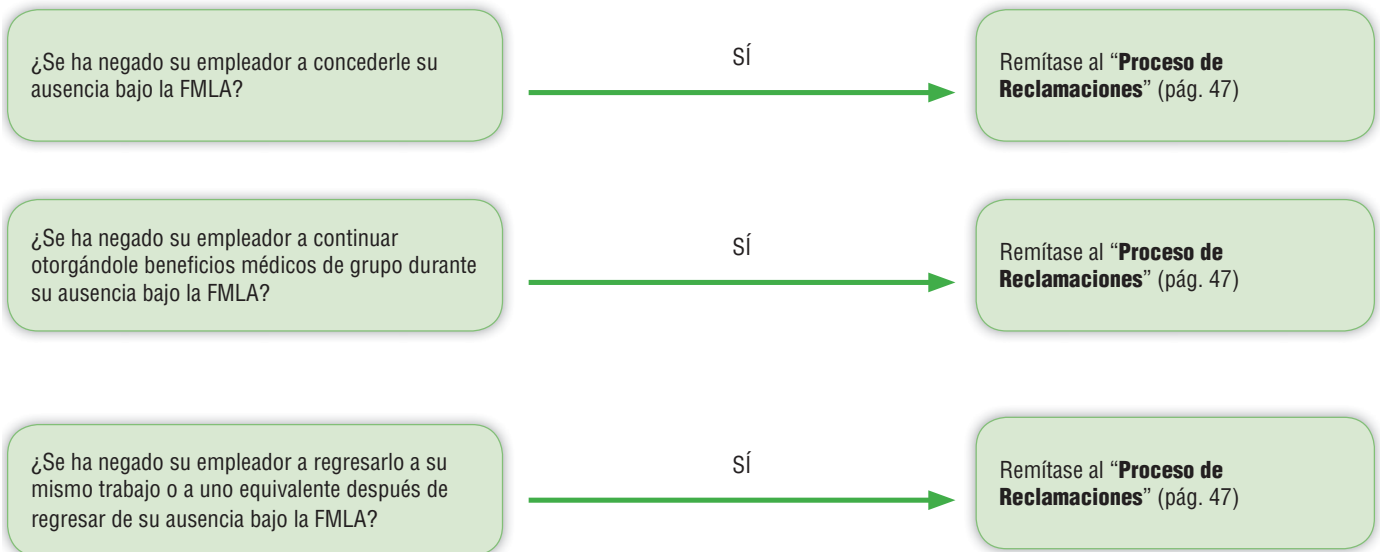 ¿Se ha negado su empleador a concederle su
ausencia bajo la FMLA?
SÍ
Remítase al “Proceso de
Reclamaciones” (pág. 47)
¿Se ha negado su empleador a continuar
otorgándole beneficios médicos de grupo durante
su ausencia bajo la FMLA?
SÍ
Remítase al “Proceso de
Reclamaciones” (pág. 47)
¿Se ha negado su empleador a regresarlo a su
mismo trabajo o a uno equivalente después de
regresar de su ausencia bajo la FMLA?
SÍ
Remítase al “Proceso de
Reclamaciones” (pág. 47)